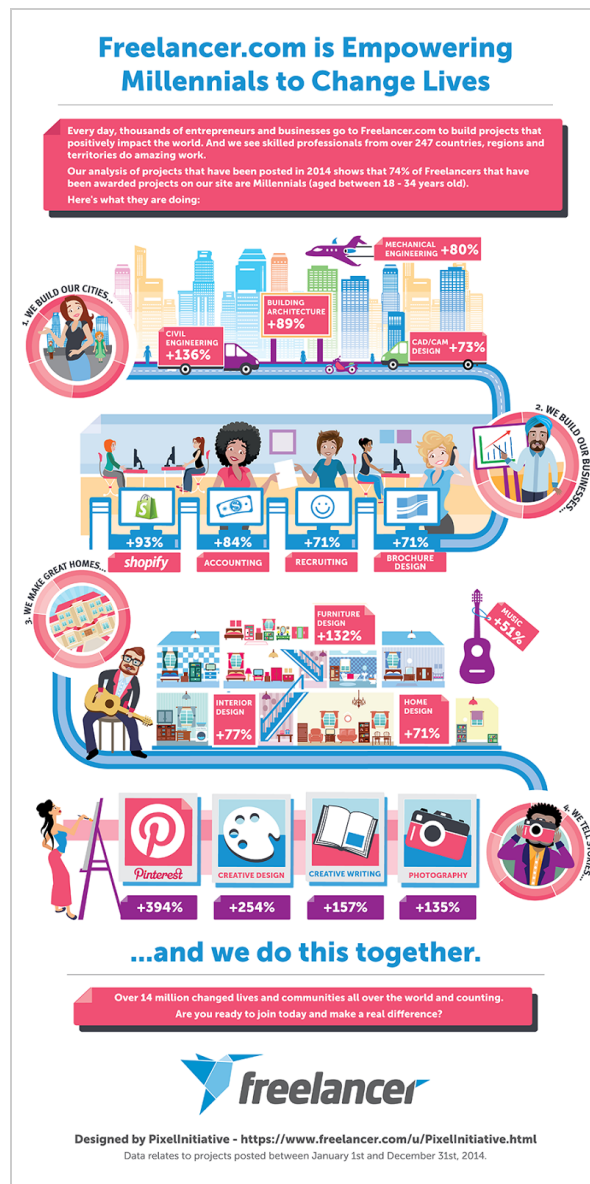 Freelancer.com is Empowering
Millennials to Change Lives
Every day, thousands of entrepreneurs and businesses go to Freelancer.com to build projects that
positively impact the world. And we see skilled professionals from over 247 countries, regions and
territories do amazing work.
Our analysis of projects that have been posted in 2014 shows that 74% of Freelancers that have
been awarded projects on our site are Millennials (aged between 18 - 34 years old).
Here's what they are doing:
1. WE BUILD OUR CITIES...
MECHANICAL
ENGINEERING +80%
BUILDING
ARCHITECTURE
+89%
CIVIL
ENGINEERING
+136%
CAD/CAM
DESIGN +73%
2. WE BUILD OUR BUSINESSES...
+93%
+84%
+71%
+71%
shopify
ACCOUNTING
RECRUITING
BROCHURE
DESIGN
3- WE MAKE GREAT HOMES...
FURNITURE
DESIGN
+132%
MUSIC
+51%
INTERIOR
DESIGN
+77%
HOME
DESIGN
+71%
4. WE TELL STORIES...
Pinterest
CREATIVE DESIGN
CREATIVE WRITING
PHOTOGRAPHY
+394%
+254%
+157%
+135%
...and we do this together.
Over 14 million changed lives and communities all over the world and counting.
Are you ready to join today and make a real difference?
freelancer
Designed by PixelInitiative - https://www.freelancer.com/u/PixelInitiative.html
Data relates to projects posted between January 1st and December 31st, 2014.